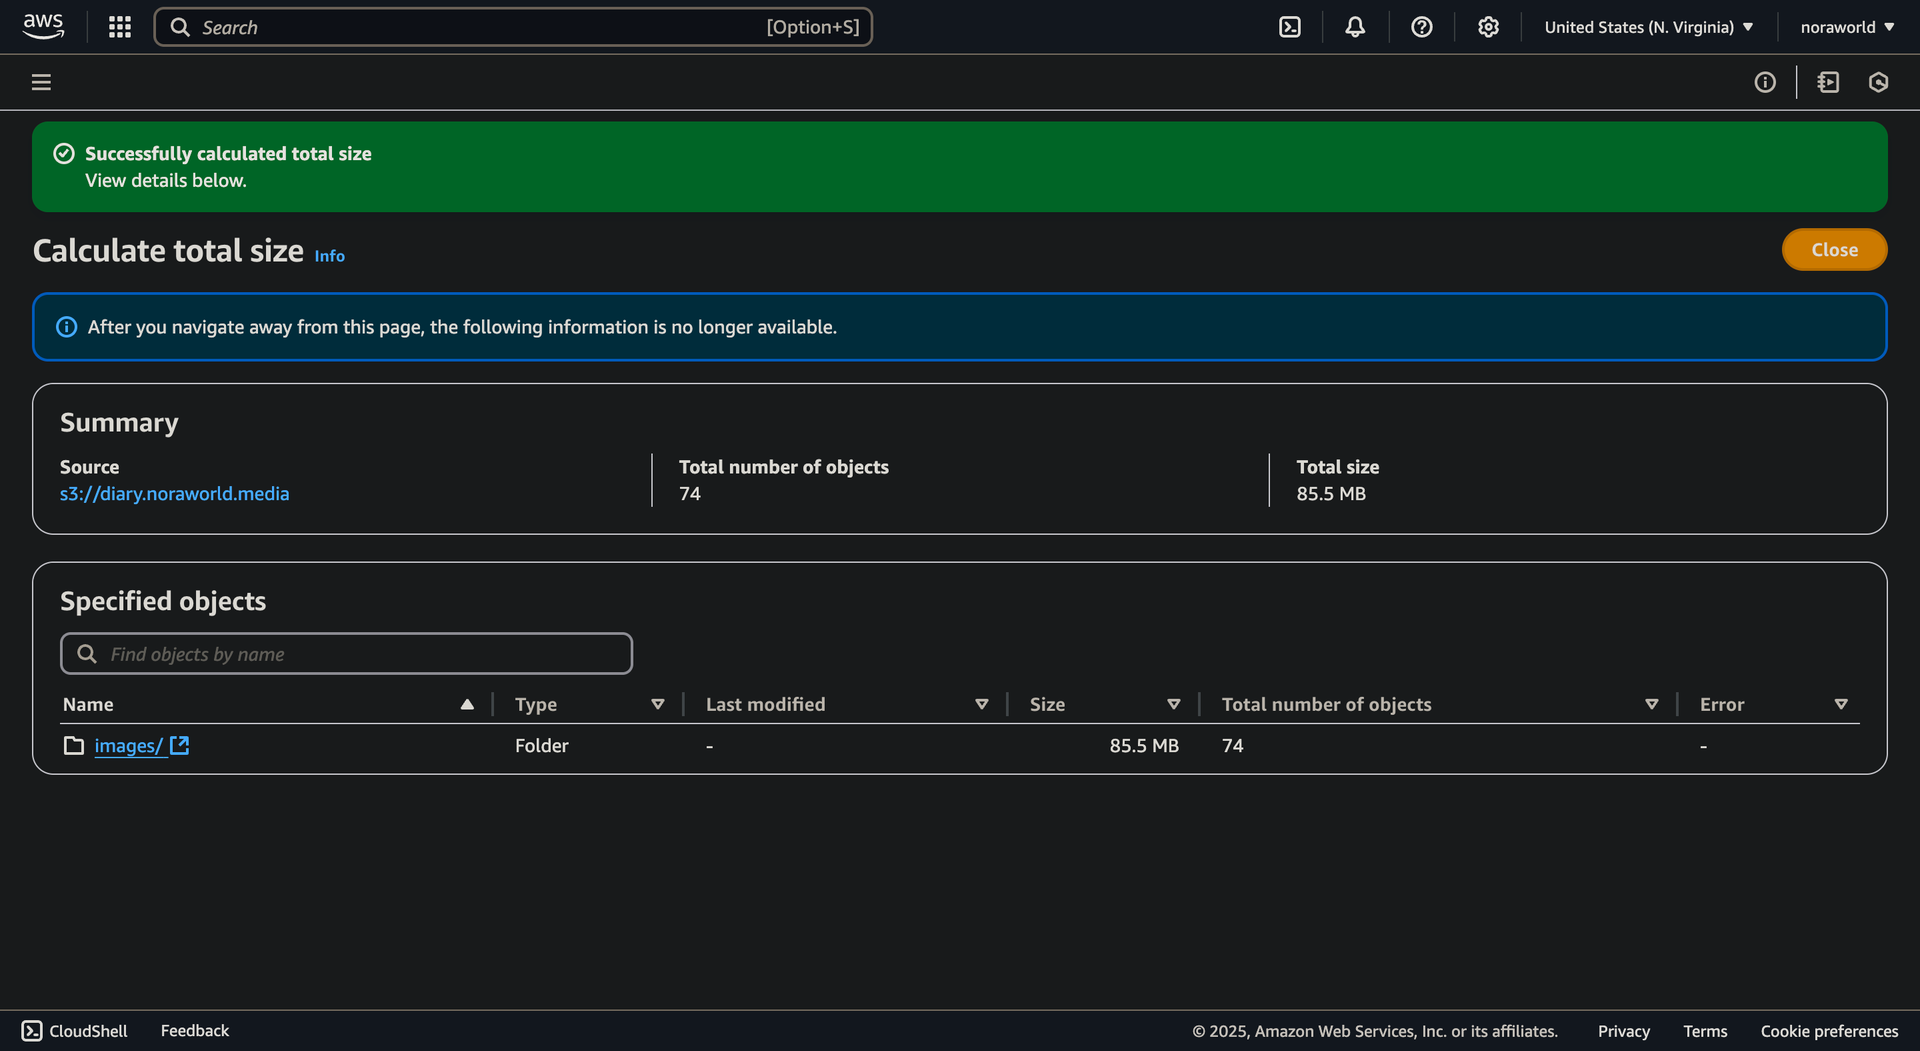 aws
Search [Option+S]
United States (N. Virginia)
noraworld
Successfully calculated total size
View details below.
Calculate total size Info
Close
After you navigate away from this page, the following information is no longer available.
Summary
Source
s3://diary.noraworld.media
Total number of objects
74
Total size
85.5 MB
Specified objects
Find objects by name
Name Type Last modified Size Total number of objects Error
images/ Folder - 85.5 MB 74 -
CloudShell Feedback © 2025, Amazon Web Services, Inc. or its affiliates. Privacy Terms Cookie preferences